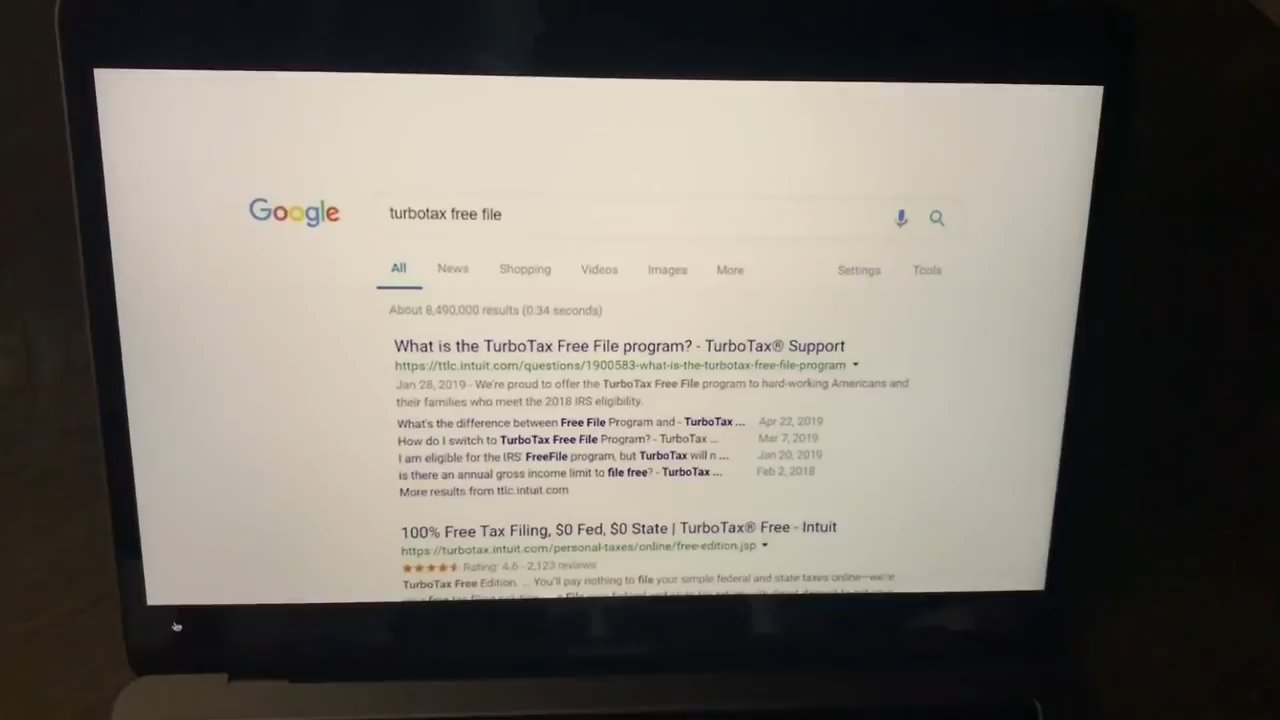 Google
turbotax free file
All News Shopping Videos Images More Settings Tools
About 8,490,000 results (0.34 seconds)
What is the TurboTax Free File program? - TurboTax® Support
https://ttlc.intuit.com/questions/1900583-what-is-the-turbotax-free-file-program
Jan 28, 2019 - We're proud to offer the TurboTax Free File program to hard-working Americans and
their families who meet the 2018 IRS eligibility.
What's the difference between Free File Program and - TurboTax ... Apr 22, 2019
How do I switch to TurboTax Free File Program? - TurboTax ... Mar 7, 2019
I am eligible for the IRS' FreeFile program, but TurboTax will n ... Jan 20, 2019
is there an annual gross income limit to file free? - TurboTax ... Feb 2, 2018
More results from ttlc.intuit.com
100% Free Tax Filing, $0 Fed, $0 State | TurboTax® Free - Intuit
https://turbotax.intuit.com/personal-taxes/online/free-edition.jsp
Rating: 4.6 - 2,123 reviews
TurboTax Free Edition. ... You'll pay nothing to file your simple federal and state taxes online—we're